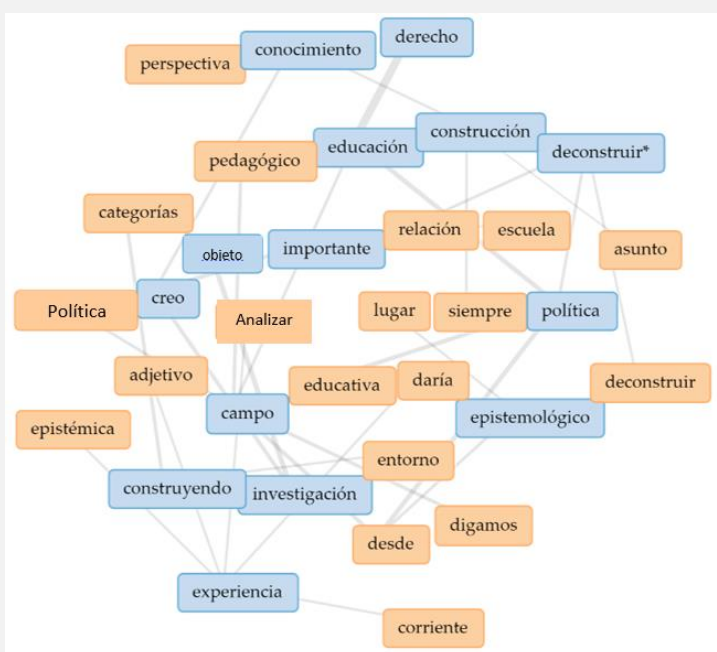 derecho
conocimiento
perspectiva
construcción
educación
deconstruir*
pedagógico
categorías
relación
escuela
importante
objeto
asunto
creo
Política
Analizar
lugar
siempre
política
adjetivo
educativa
daría
deconstruir
campo
epistemológico
epistémica
entorno
construyendo
investigación
digamos
desde
experiencia
corriente